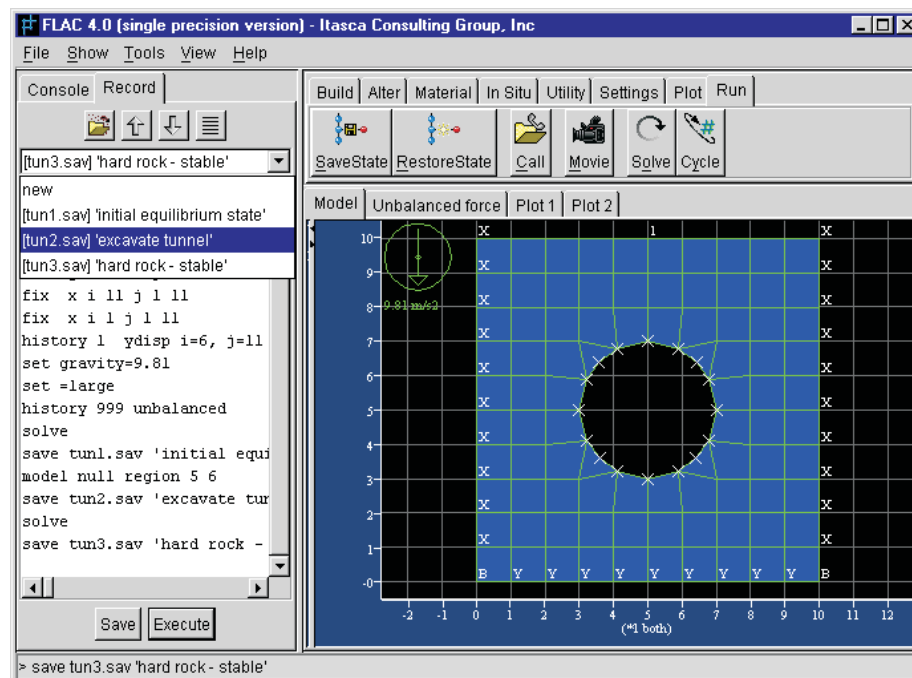 FLAC 4.0 (single precision version) - Itasca Consulting Group, Inc
File Show Tools View Help
Console Record
[tun3.sav] 'hard rock - stable'
new
[tun1.sav] 'initial equilibrium state'
[tun2.sav] 'excavate tunnel'
[tun3.sav] 'hard rock - stable'
fix x i 11 j 1 11
fix x i 1 j 1 11
history 1 ydisp i=6, j=11
set gravity=9.81
set =large
history 999 unbalanced
solve
save tun1.sav 'initial equi
model null region 5 6
save tun2.sav 'excavate tun
solve
save tun3.sav 'hard rock -
Save Execute
Build Alter Material In Situ Utility Settings Plot Run
SaveState RestoreState Call Movie Solve Cycle
Model Unbalanced force Plot 1 Plot 2
10 X 1 X
9 X X
9.81 m/s2
8 X X
7 X X
6 X X
5 X X
4 X X
3 X X
2 X X
1 X X
-0 B Y Y Y Y Y Y Y Y Y B
-2 -1 0 1 2 3 4 5 6 7 8 9 10 11 12
(*1 both)
> save tun3.sav 'hard rock - stable'